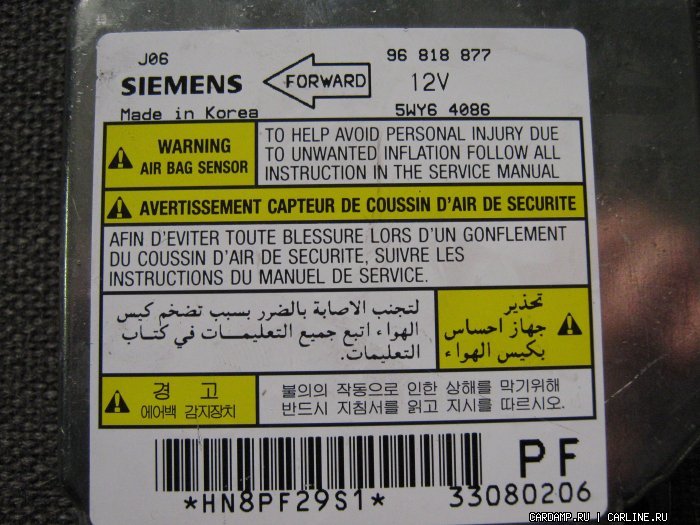 J06
96 818 877
SIEMENS
FORWARD
12V
Made in Korea
5WY6 4086
WARNING
AIR BAG SENSOR
TO HELP AVOID PERSONAL INJURY DUE
TO UNWANTED INFLATION FOLLOW ALL
INSTRUCTION IN THE SERVICE MANUAL
AVERTISSEMENT CAPTEUR DE COUSSIN D'AIR DE SECURITE
AFIN D'EVITER TOUTE BLESSURE LORS D'UN GONFLEMENT
DU COUSSIN D'AIR DE SECURITE, SUIVRE LES
INSTRUCTIONS DU MANUEL DE SERVICE.
تحذير
جهاز احساس
بكيس الهواء
لتجنب الاصابة بالضرر بسبب تضخم كيس
الهواء اتبع جميع التعليمـــات في كتـاب
التعليمات.
경 고
에어백 감지장치
불의의 작동으로 인한 상해를 막기위해
반드시 지침서를 읽고 지시를 따르시오.
*HN8PF29S1*
PF
33080206
CARDAMP.RU | CARLINE.RU